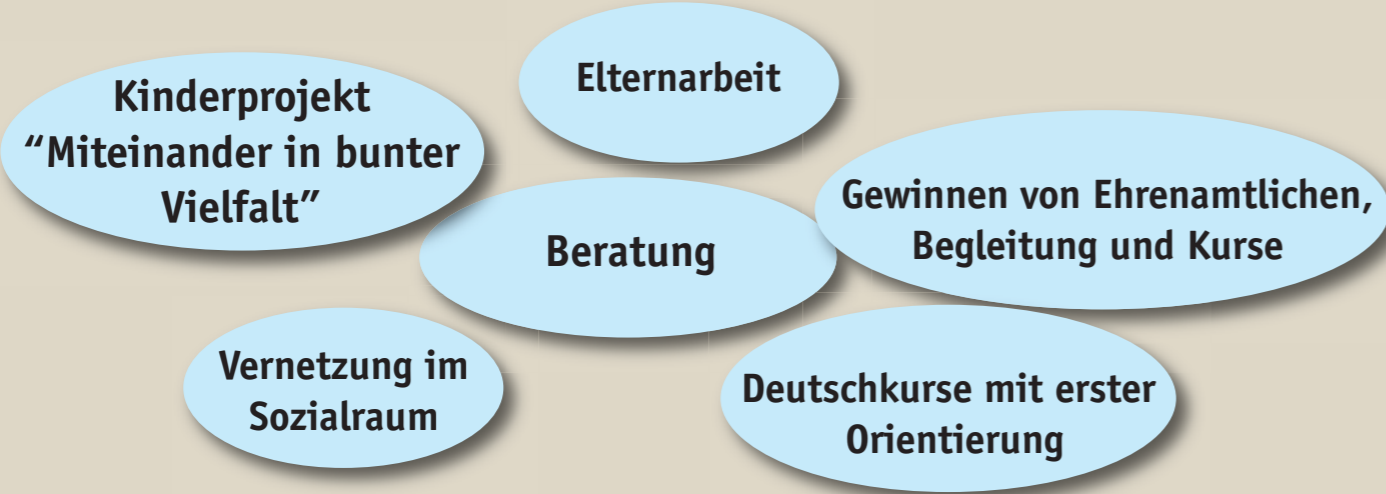 Kinderprojekt
“Miteinander in bunter
Vielfalt”
Elternarbeit
Beratung
Gewinnen von Ehrenamtlichen,
Begleitung und Kurse
Vernetzung im
Sozialraum
Deutschkurse mit erster
Orientierung